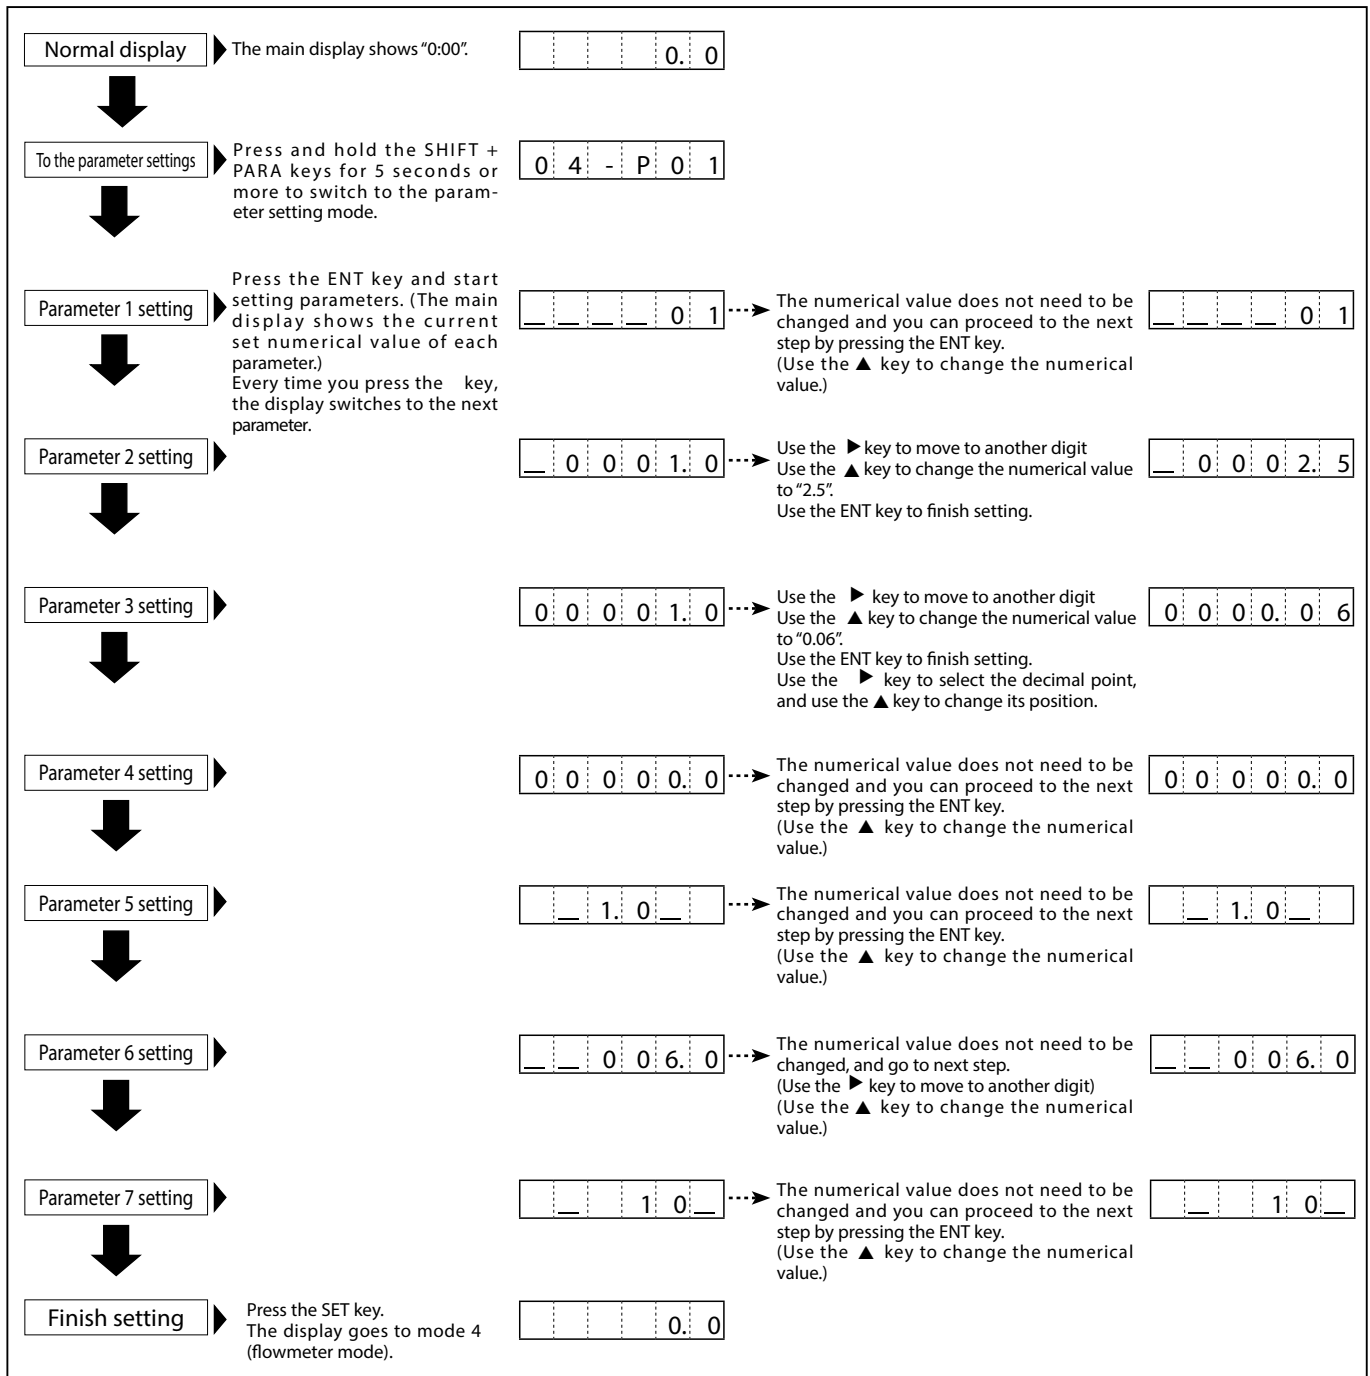 Normal display
The main display shows “0:00”.
0. 0
To the parameter settings
Press and hold the SHIFT +
PARA keys for 5 seconds or
more to switch to the param-
eter setting mode.
0 4 - P 0 1
Parameter 1 setting
Press the ENT key and start
setting parameters. (The main
display shows the current
set numerical value of each
parameter.)
Every time you press the key,
the display switches to the next
parameter.
_ _ _ _ 0 1
The numerical value does not need to be
changed and you can proceed to the next
step by pressing the ENT key.
(Use the ▲ key to change the numerical
value.)
_ _ _ _ 0 1
Parameter 2 setting
_ 0 0 0 1. 0
Use the ▶ key to move to another digit
Use the ▲ key to change the numerical value
to “2.5”.
Use the ENT key to finish setting.
_ 0 0 0 2. 5
Parameter 3 setting
0 0 0 0 1. 0
Use the ▶ key to move to another digit
Use the ▲ key to change the numerical value
to “0.06”.
Use the ENT key to finish setting.
Use the ▶ key to select the decimal point,
and use the ▲ key to change its position.
0 0 0 0. 0 6
Parameter 4 setting
0 0 0 0 0. 0
The numerical value does not need to be
changed and you can proceed to the next
step by pressing the ENT key.
(Use the ▲ key to change the numerical
value.)
0 0 0 0 0. 0
Parameter 5 setting
_ 1. 0 _
The numerical value does not need to be
changed and you can proceed to the next
step by pressing the ENT key.
(Use the ▲ key to change the numerical
value.)
_ 1. 0 _
Parameter 6 setting
_ _ 0 0 6. 0
The numerical value does not need to be
changed, and go to next step.
(Use the ▶ key to move to another digit)
(Use the ▲ key to change the numerical
value.)
_ _ 0 0 6. 0
Parameter 7 setting
_ 1 0 _
The numerical value does not need to be
changed and you can proceed to the next
step by pressing the ENT key.
(Use the ▲ key to change the numerical
value.)
_ 1 0 _
Finish setting
Press the SET key.
The display goes to mode 4
(flowmeter mode).
0. 0